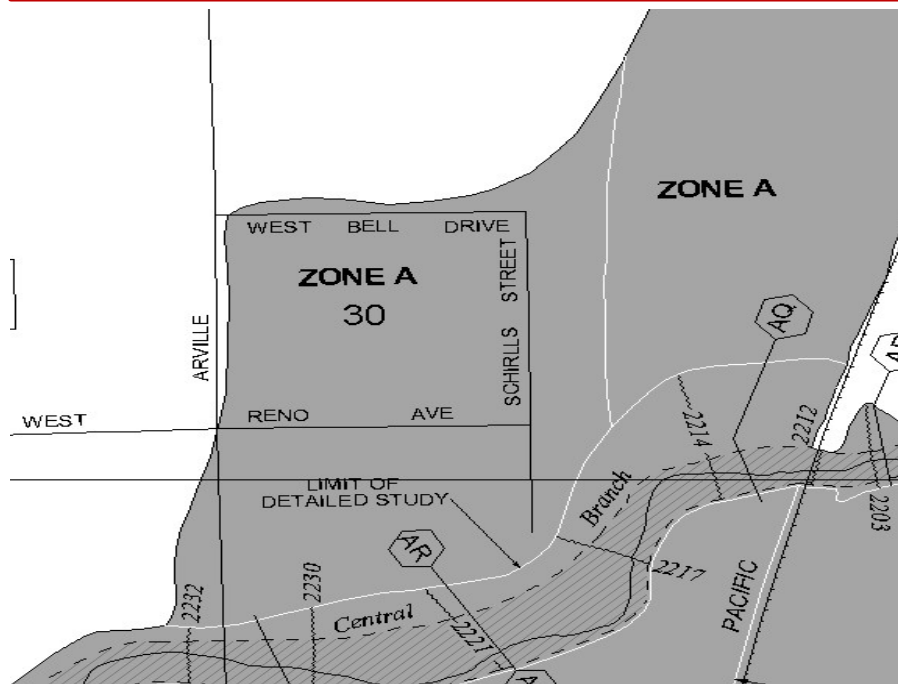 ZONE A
WEST BELL DRIVE
ZONE A
30
SCHIRLLS STREET
ARVILLE
AQ
WEST RENO AVE
2214
2212
2203
LIMIT OF
DETAILED STUDY
Branch
AR
2217
2232
2230
Central
2221
PACIFIC